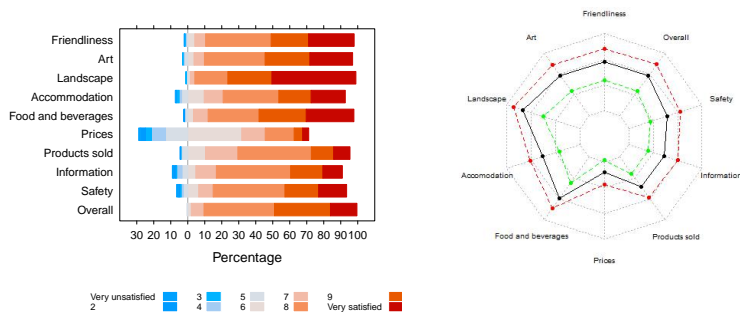 Friendliness
Art
Landscape
Accommodation
Food and beverages
Prices
Products sold
Information
Safety
Overall
30 20 10 0 10 20 30 40 50 60 70 80 90 100
Percentage
Very unsatisfied 3 5 7 9
2 4 6 8 Very satisfied
Friendliness
Art Overall
Landscape Safety
Accomodation Information
Food and beverages Products sold
Prices